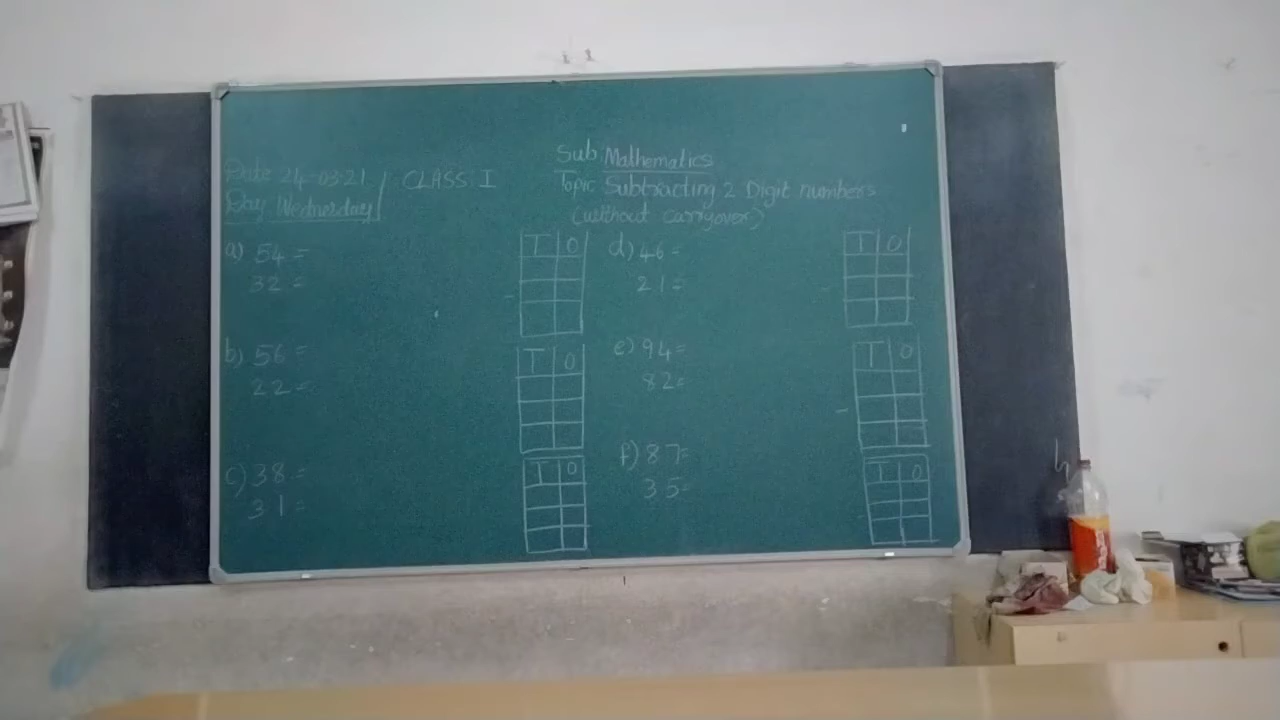 Sub Mathematics
Date 24-03-21 CLASS I
Topic Subtracting 2 Digit numbers
Day Wednesday
(without carryover)
a) 54=
32=
T O
d) 46=
21=
T O
b) 56=
22=
T O
e) 94=
82=
T O
c) 38=
31=
T O
f) 87=
35=
T O